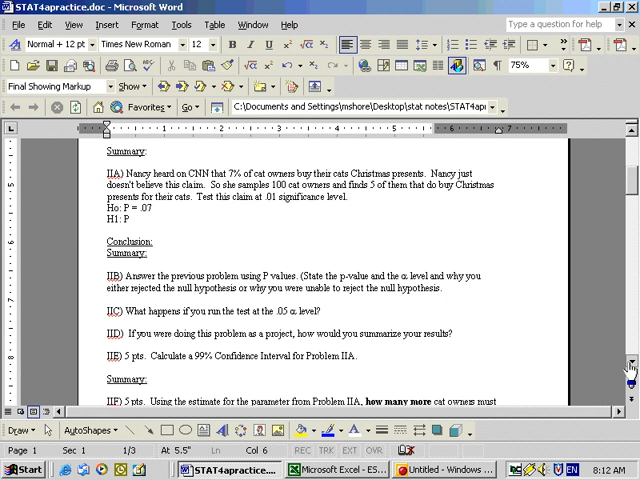 STAT4apractice.doc - Microsoft Word
File Edit View Insert Format Tools Table Window Help Type a question for help
Normal + 12 pt Times New Roman 12 B I U
75%
Final Showing Markup Show
Favorites Go C:\Documents and Settings\mshore\Desktop\stat notes\STAT4apr
1 2 3 4 5 6 7
Summary:
IIA) Nancy heard on CNN that 7% of cat owners buy their cats Christmas presents. Nancy just
doesn't believe this claim. So she samples 100 cat owners and finds 5 of them that do buy Christmas
presents for their cats. Test this claim at .01 significance level.
Ho: P = .07
H1: P
Conclusion:
Summary:
IIB) Answer the previous problem using P values. (State the p-value and the α level and why you
either rejected the null hypothesis or why you were unable to reject the null hypothesis.
IIC) What happens if you run the test at the .05 α level?
IID) If you were doing this problem as a project, how would you summarize your results?
IIE) 5 pts. Calculate a 99% Confidence Interval for Problem IIA.
Summary:
IIF) 5 pts. Using the estimate for the parameter from Problem IIA, how many more cat owners must
Draw AutoShapes
Page 1 Sec 1 1/3 At 5.5" Ln Col 6 REC TRK EXT OVR
Start STAT4apractice.... Microsoft Excel - ES... Untitled - Windows ... EN 8:12 AM